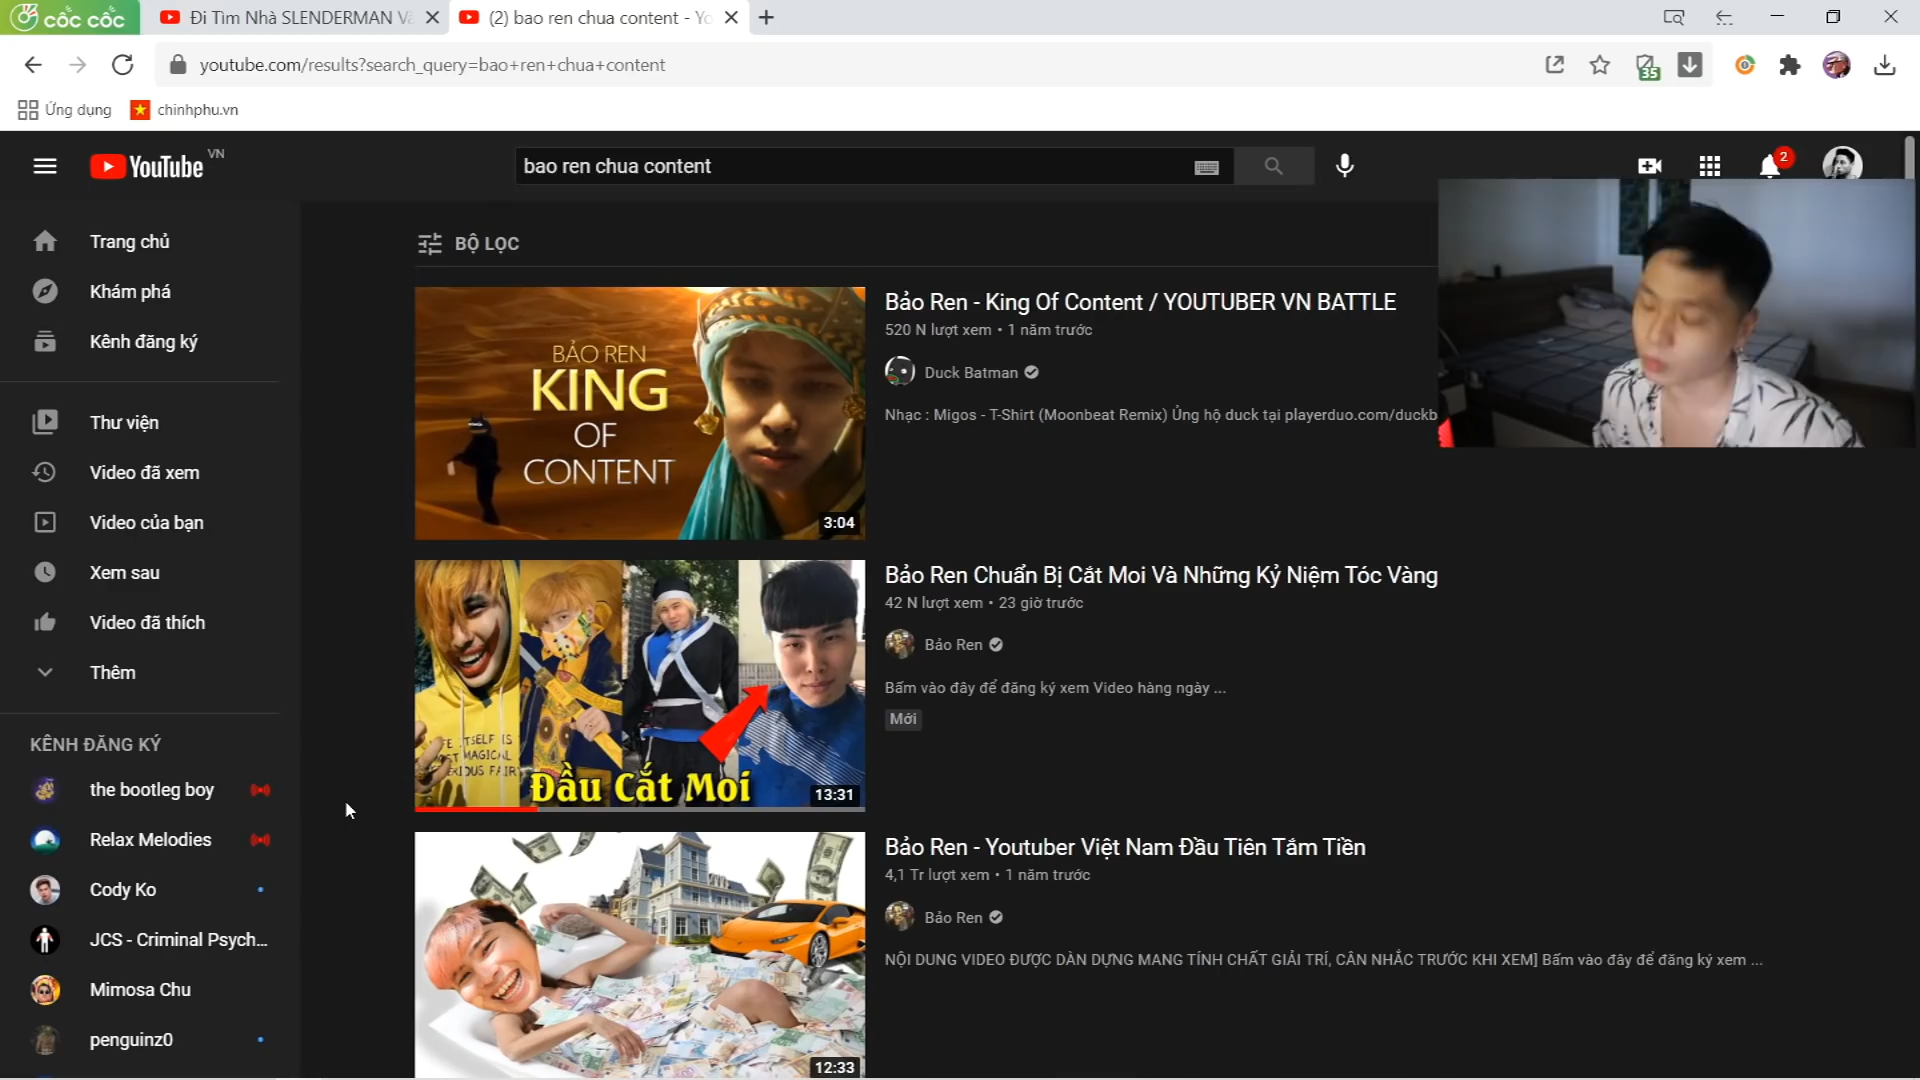 cốc cốc
Đi Tìm Nhà SLENDERMAN Và
(2) bao ren chua content - Yo
youtube.com/results?search_query=bao+ren+chua+content
35
Ứng dụng
chinhphu.vn
YouTube VN
bao ren chua content
2
Trang chủ
Khám phá
Kênh đăng ký
Thư viện
Video đã xem
Video của bạn
Xem sau
Video đã thích
Thêm
KÊNH ĐĂNG KÝ
the bootleg boy
Relax Melodies
Cody Ko
JCS - Criminal Psych...
Mimosa Chu
penguinz0
BỘ LỌC
BẢO REN
KING
OF
CONTENT
3:04
Bảo Ren - King Of Content / YOUTUBER VN BATTLE
520 N lượt xem • 1 năm trước
Duck Batman
Nhạc : Migos - T-Shirt (Moonbeat Remix) Ủng hộ duck tại playerduo.com/duckb
Đầu Cắt Moi
13:31
Bảo Ren Chuẩn Bị Cắt Moi Và Những Kỷ Niệm Tóc Vàng
42 N lượt xem • 23 giờ trước
Bảo Ren
Bấm vào đây để đăng ký xem Video hàng ngày ...
Mới
12:33
Bảo Ren - Youtuber Việt Nam Đầu Tiên Tắm Tiền
4,1 Tr lượt xem • 1 năm trước
Bảo Ren
NỘI DUNG VIDEO ĐƯỢC DÀN DỰNG MANG TÍNH CHẤT GIẢI TRÍ, CÂN NHẮC TRƯỚC KHI XEM] Bấm vào đây để đăng ký xem ...